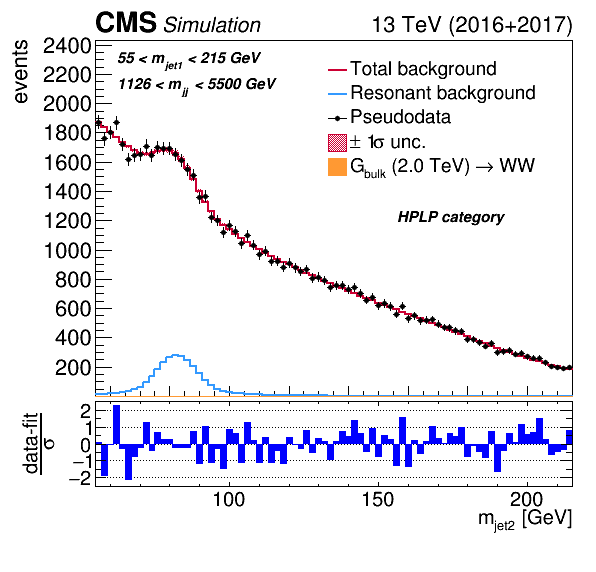 CMS Simulation 13 TeV (2016+2017)
events
2400
2200
2000
1800
1600
1400
1200
1000
800
600
400
200
55 < m_jet1 < 215 GeV
1126 < m_jj < 5500 GeV
Total background
Resonant background
Pseudodata
± 1σ unc.
G_bulk (2.0 TeV) → WW
HPLP category
data-fit
σ
2
1
0
−1
−2
100 150 200
m_jet2 [GeV]